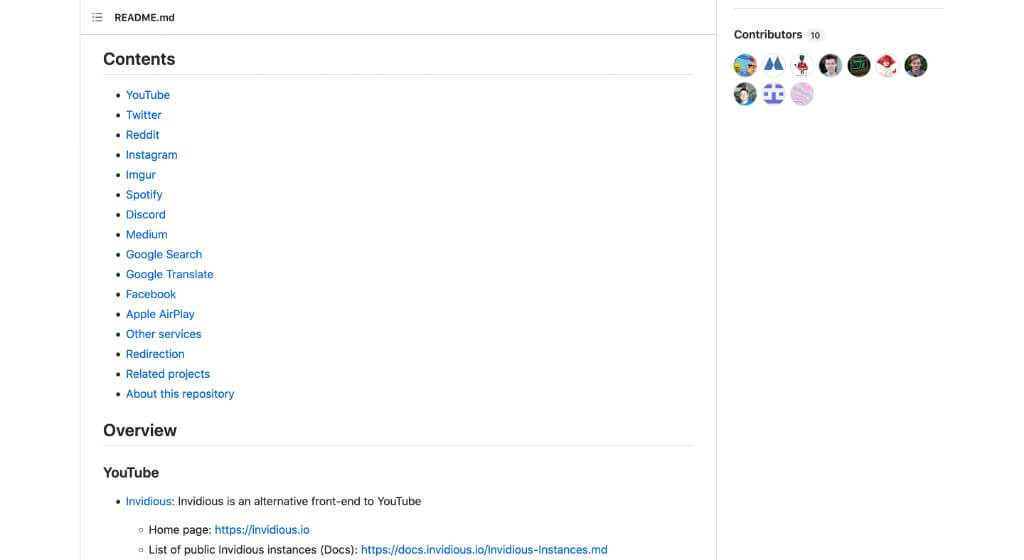 README.md
Contents
YouTube
Twitter
Reddit
Instagram
Imgur
Spotify
Discord
Medium
Google Search
Google Translate
Facebook
Apple AirPlay
Other services
Redirection
Related projects
About this repository
Overview
YouTube
Invidious: Invidious is an alternative front-end to YouTube
Home page: https://invidious.io
List of public Invidious instances (Docs): https://docs.invidious.io/Invidious-Instances.md
Contributors 10